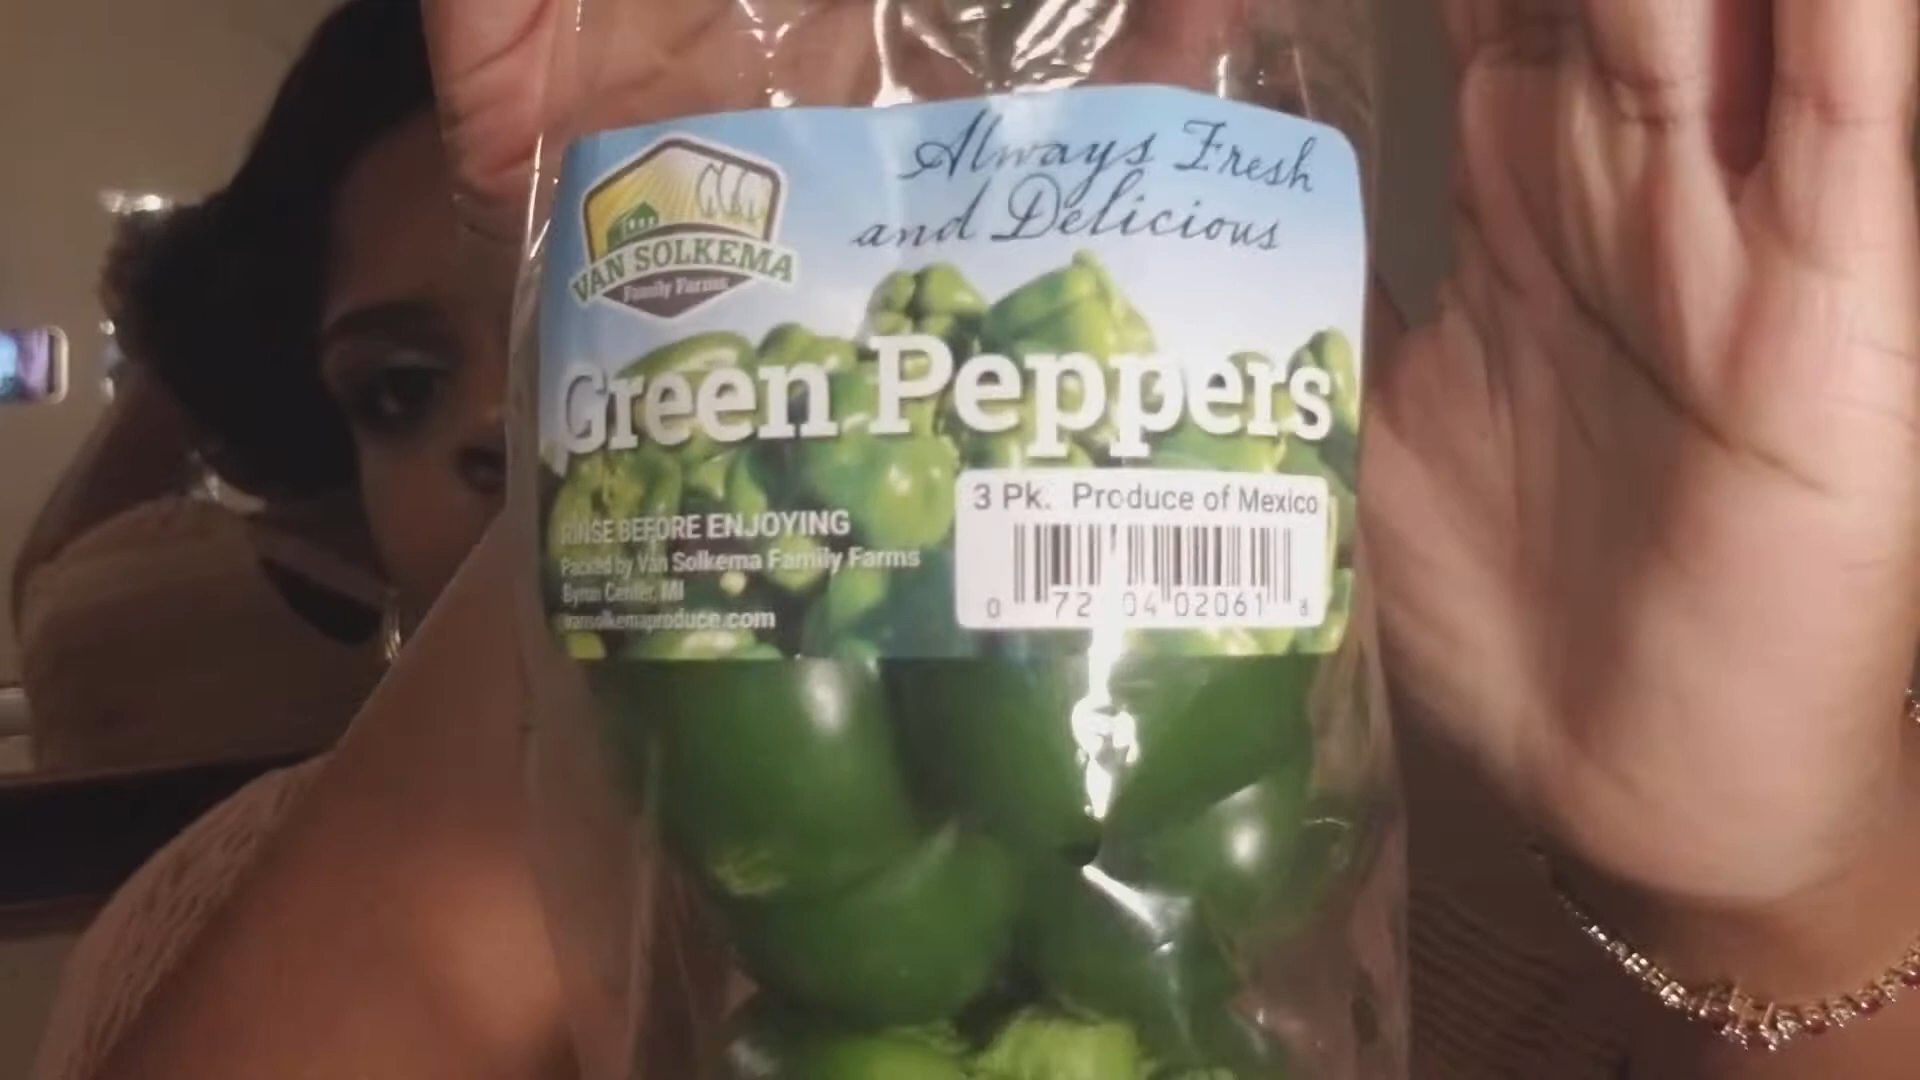 Always Fresh
and Delicious
VAN SOLKEMA
Family Farms
Green Peppers
3 Pk. Produce of Mexico
RINSE BEFORE ENJOYING
Packed by Van Solkema Family Farms
Byron Center, MI
vansolkemaproduce.com
0 72 04 02061 8